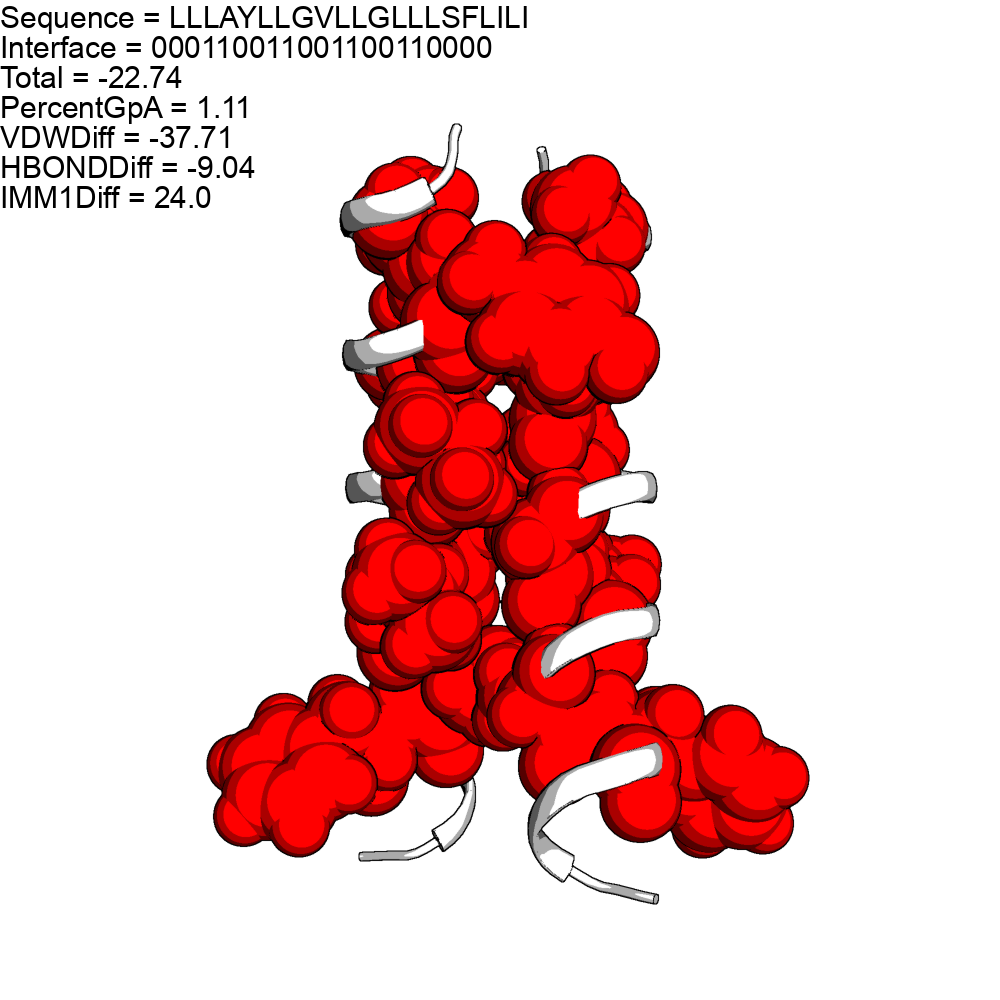 Sequence = LLLAYLLGVLLGLLLSFLILI
Interface = 000110011001100110000
Total = -22.74
PercentGpA = 1.11
VDWDiff = -37.71
HBONDDiff = -9.04
IMM1Diff = 24.0